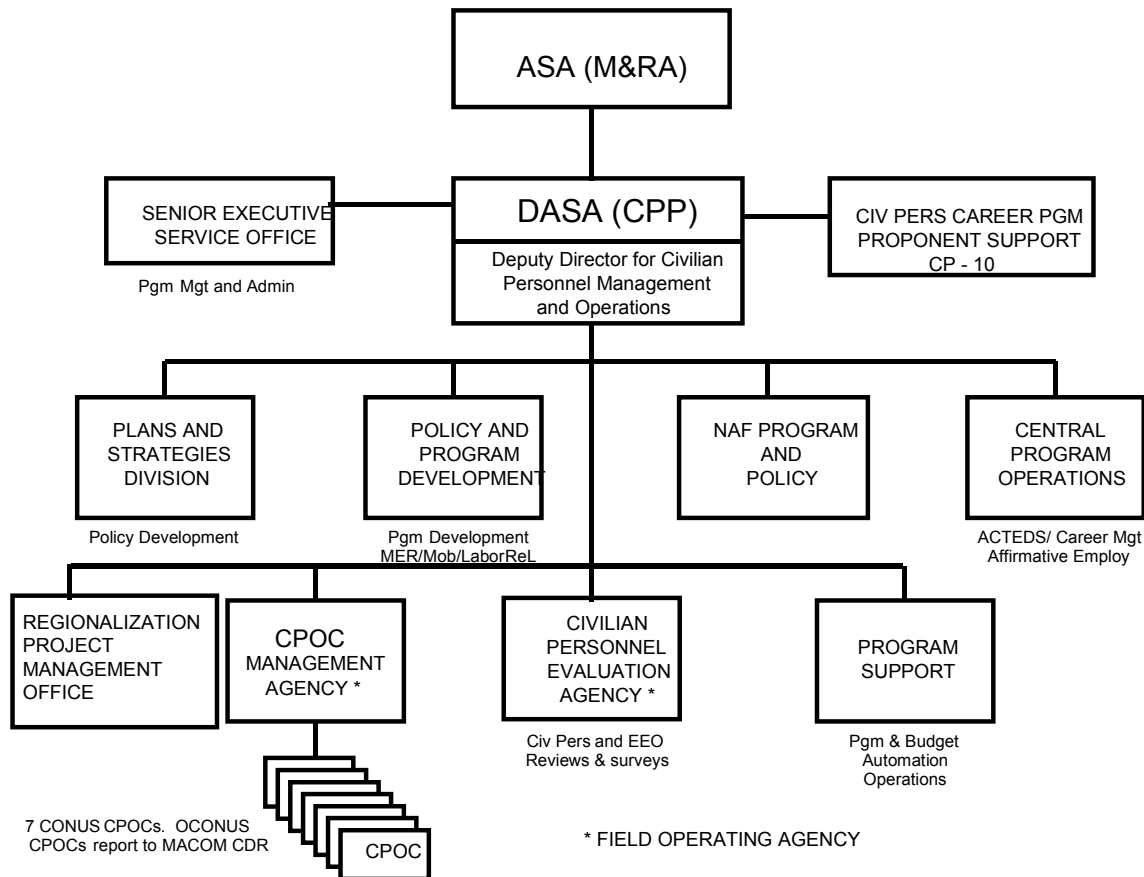 ASA (M&RA)
SENIOR EXECUTIVE
SERVICE OFFICE
Pgm Mgt and Admin
DASA (CPP)
Deputy Director for Civilian
Personnel Management
and Operations
CIV PERS CAREER PGM
PROPONENT SUPPORT
CP - 10
PLANS AND
STRATEGIES
DIVISION
Policy Development
POLICY AND
PROGRAM
DEVELOPMENT
Pgm Development
MER/Mob/LaborReL
NAF PROGRAM
AND
POLICY
CENTRAL
PROGRAM
OPERATIONS
ACTEDS/ Career Mgt
Affirmative Employ
REGIONALIZATION
PROJECT
MANAGEMENT
OFFICE
CPOC
MANAGEMENT
AGENCY *
CIVILIAN
PERSONNEL
EVALUATION
AGENCY *
Civ Pers and EEO
Reviews & surveys
PROGRAM
SUPPORT
Pgm & Budget
Automation
Operations
7 CONUS CPOCs. OCONUS
CPOCs report to MACOM CDR
CPOC
* FIELD OPERATING AGENCY